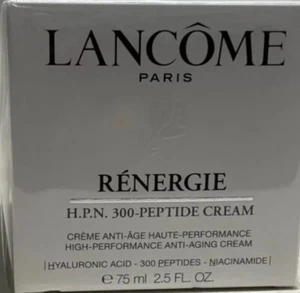 LANCÔME
PARIS
RÉNERGIE
H.P.N. 300-PEPTIDE CREAM
CRÈME ANTI-ÂGE HAUTE-PERFORMANCE
HIGH-PERFORMANCE ANTI-AGING CREAM
| HYALURONIC ACID - 300 PEPTIDES - NIACINAMIDE |
℮ 75 ml 2.5 FL. OZ.